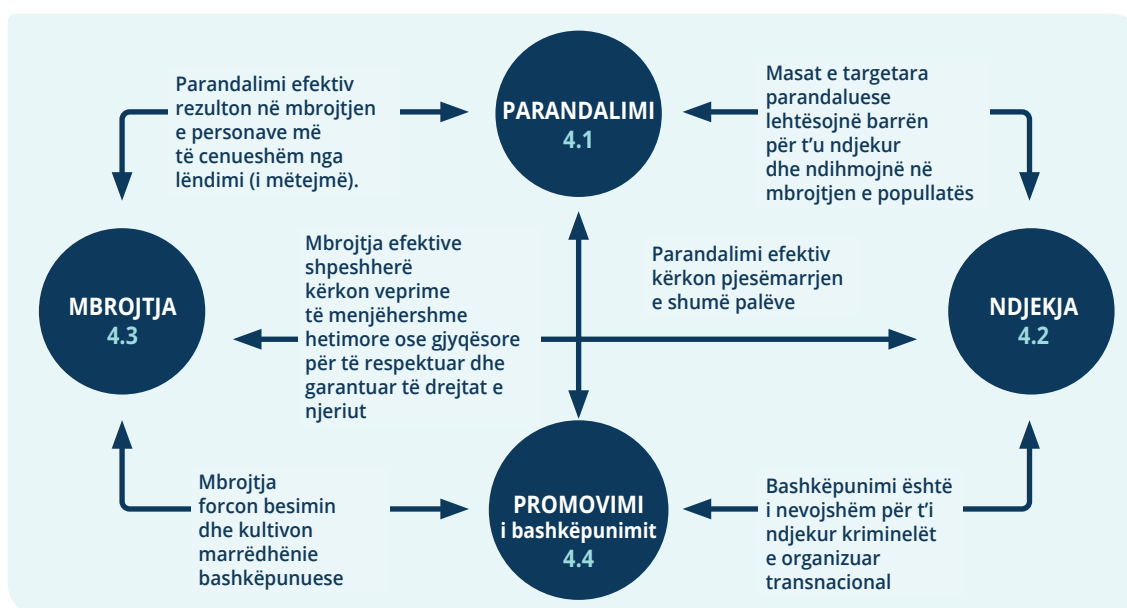 PARANDALIMI
4.1
Parandalimi efektiv
rezulton në mbrojtjen
e personave më
të cenueshëm nga
lëndimi (i mëtejmë).
Masat e targetara
parandaluese
lehtësojnë barrën
për t'u ndjekur
dhe ndihmojnë në
mbrojtjen e popullatës
MBROJTJA
4.3
Mbrojtja efektive
shpeshherë
kërkon veprime
të menjëhershme
hetimore ose gjyqësore
për të respektuar dhe
garantuar të drejtat e
njeriut
Parandalimi efektiv
kërkon pjesëmarrjen
e shumë palëve
NDJEKJA
4.2
Mbrojtja
forcon besimin
dhe kultivon
marrëdhënie
bashkëpunuese
PROMOVIMI
i bashkëpunimit
4.4
Bashkëpunimi është
i nevojshëm për t'i
ndjekur kriminelët
e organizuar
transnacional